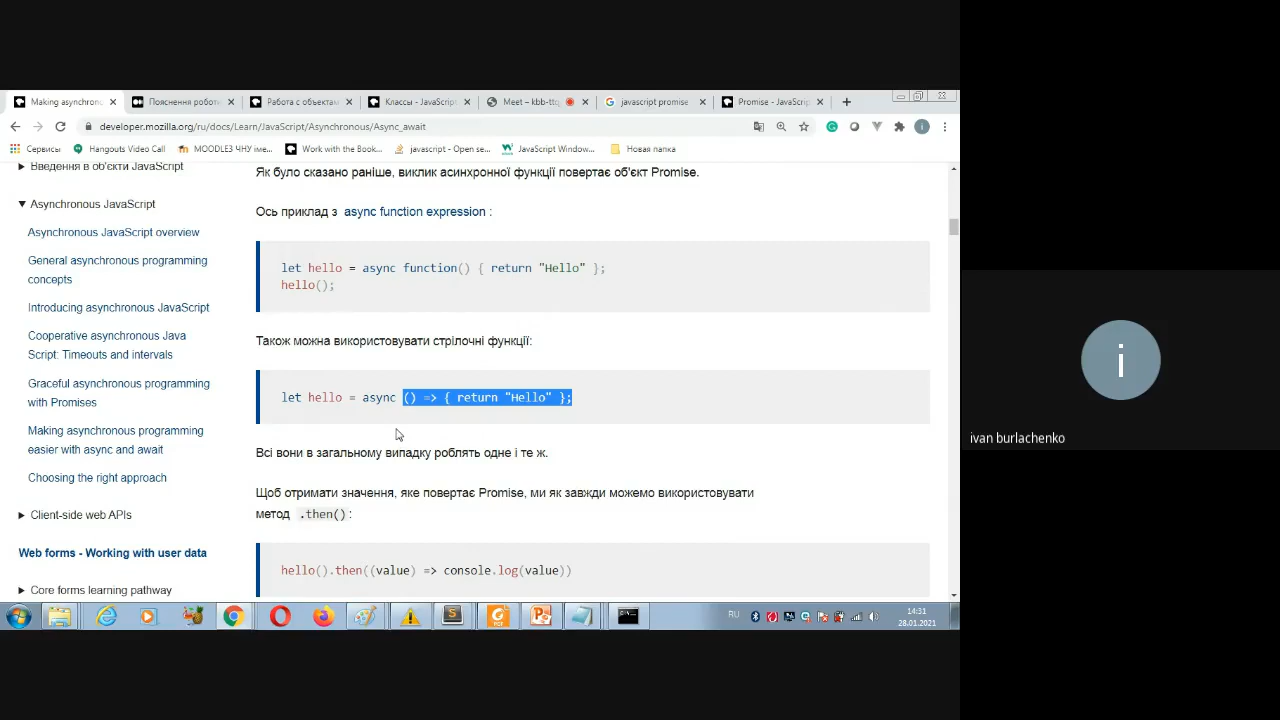 Making asynchron
Пояснення роботи
Работа с объектам
Классы - JavaScript
Meet – kbb-tto
javascript promise
Promise - JavaScrip
developer.mozilla.org/ru/docs/Learn/JavaScript/Asynchronous/Async_await
Сервисы
Hangouts Video Call
MOODLE3 ЧНУ іме...
Work with the Book...
javascript - Open se...
JavaScript Window...
Новая папка
Введення в об'єкти JavaScript
Asynchronous JavaScript
Asynchronous JavaScript overview
General asynchronous programming
concepts
Introducing asynchronous JavaScript
Cooperative asynchronous Java
Script: Timeouts and intervals
Graceful asynchronous programming
with Promises
Making asynchronous programming
easier with async and await
Choosing the right approach
Client-side web APIs
Web forms - Working with user data
Core forms learning pathway
Як було сказано раніше, виклик асинхронної функції повертає об'єкт Promise.
Ось приклад з async function expression :
let hello = async function() { return "Hello" };
hello();
Також можна використовувати стрілочні функції:
let hello = async () => { return "Hello" };
Всі вони в загальному випадку роблять одне і те ж.
Щоб отримати значення, яке повертає Promise, ми як завжди можемо використовувати
метод .then():
hello().then((value) => console.log(value))
RU
14:31
28.01.2021
i
ivan burlachenko